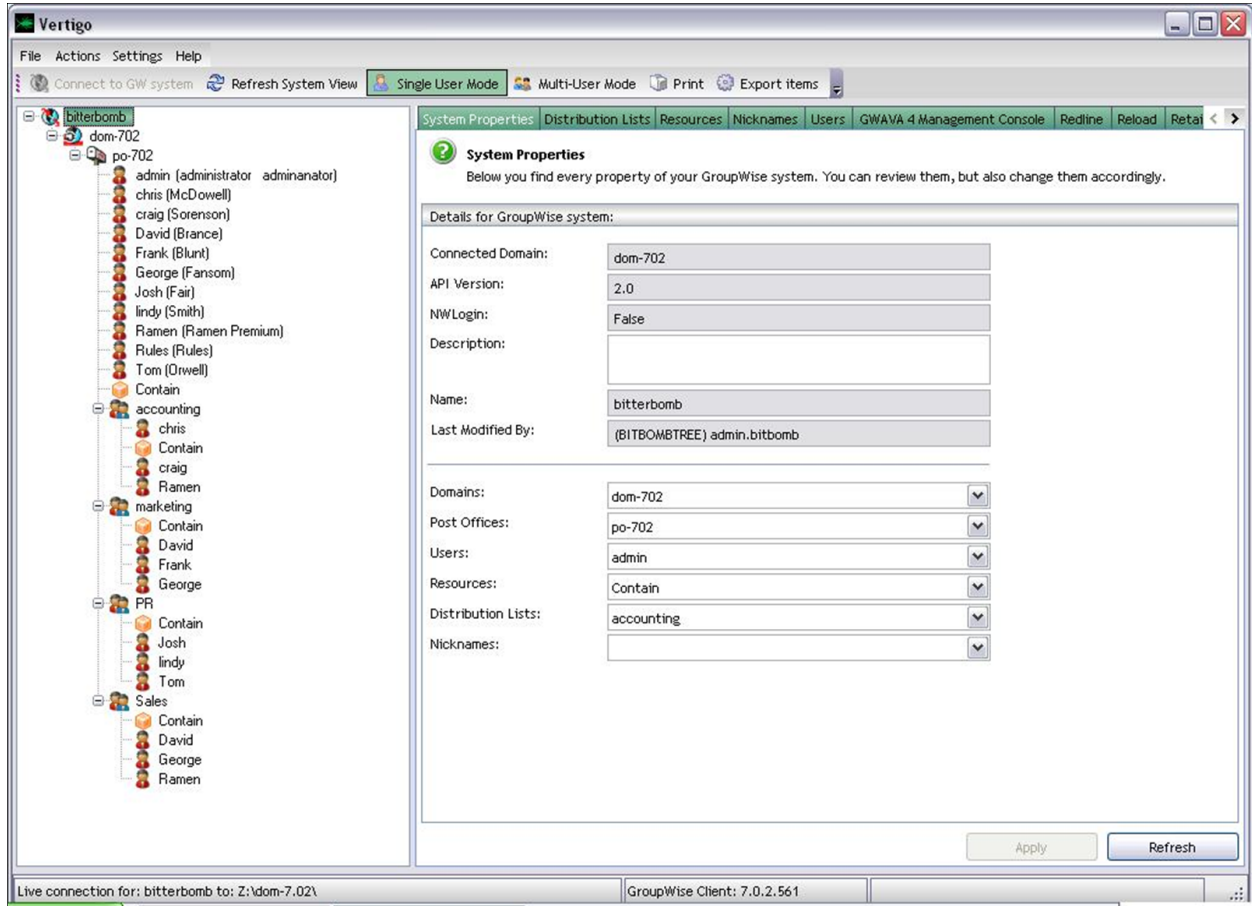 Vertigo
File Actions Settings Help
Connect to GW system Refresh System View Single User Mode Multi-User Mode Print Export items
bitterbomb
dom-702
po-702
admin (administrator adminanator)
chris (McDowell)
craig (Sorenson)
David (Brance)
Frank (Blunt)
George (Fansom)
Josh (Fair)
lindy (Smith)
Ramen (Ramen Premium)
Rules (Rules)
Tom (Orwell)
Contain
accounting
chris
Contain
craig
Ramen
marketing
Contain
David
Frank
George
PR
Contain
Josh
lindy
Tom
Sales
Contain
David
George
Ramen
System Properties Distribution Lists Resources Nicknames Users GWAVA 4 Management Console Redline Reload Retai
System Properties
Below you find every property of your GroupWise system. You can review them, but also change them accordingly.
Details for GroupWise system:
Connected Domain: dom-702
API Version: 2.0
NWLogin: False
Description:
Name: bitterbomb
Last Modified By: (BITBOMBTREE) admin.bitbomb
Domains: dom-702
Post Offices: po-702
Users: admin
Resources: Contain
Distribution Lists: accounting
Nicknames:
Apply Refresh
Live connection for: bitterbomb to: Z:\dom-7.02\ GroupWise Client: 7.0.2.561